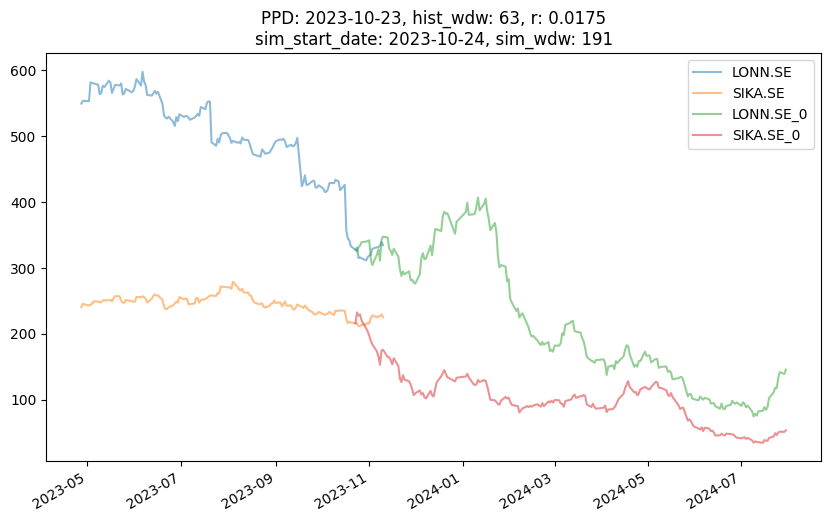 PPD: 2023-10-23, hist_wdw: 63, r: 0.0175
sim_start_date: 2023-10-24, sim_wdw: 191
LONN.SE
SIKA.SE
LONN.SE_0
SIKA.SE_0
600
500
400
300
200
100
2023-05
2023-07
2023-09
2023-11
2024-01
2024-03
2024-05
2024-07